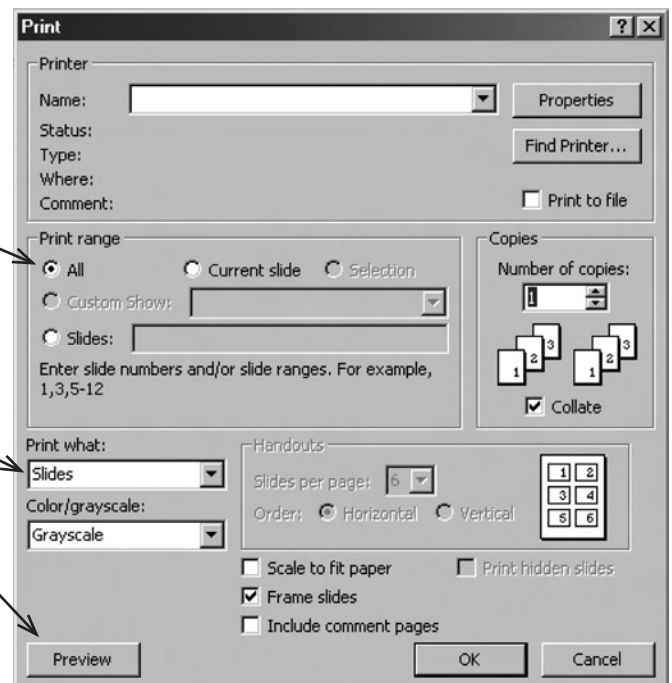 Print
? X
Printer
Name:
Properties
Status:
Find Printer...
Type:
Where:
Comment:
Print to file
Print range
Copies
All Current slide Selection
Number of copies:
Custom Show:
1
Slides:
1 2 3 1 2 3
Enter slide numbers and/or slide ranges. For example,
1,3,5-12
Collate
Print what:
Handouts
Slides
Slides per page: 6
1 2
3 4
5 6
Color/grayscale:
Order: Horizontal Vertical
Grayscale
Scale to fit paper Print hidden slides
Frame slides
Include comment pages
Preview OK Cancel